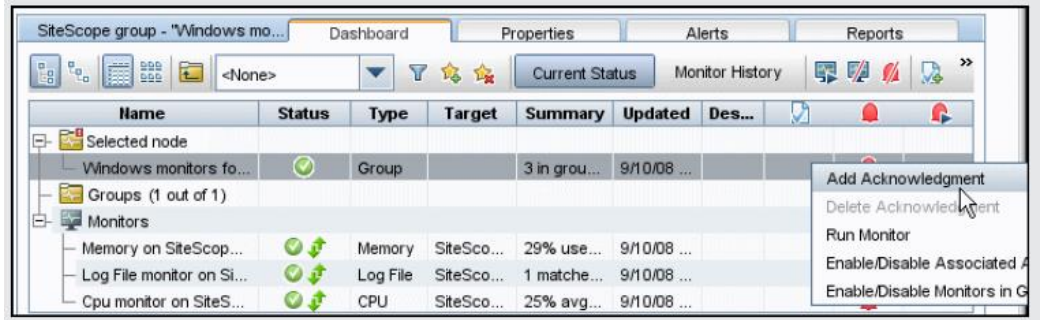 SiteScope group - "Windows mo... Dashboard Properties Alerts Reports
<None> Current Status Monitor History »
Name Status Type Target Summary Updated Des...
Selected node
Windows monitors fo... Group 3 in grou... 9/10/08 ...
Groups (1 out of 1)
Monitors
Memory on SiteScop... Memory SiteSco... 29% use... 9/10/08 ...
Log File monitor on Si... Log File SiteSco... 1 matche... 9/10/08 ...
Cpu monitor on SiteS... CPU SiteSco... 25% avg... 9/10/08 ...
Add Acknowledgment
Delete Acknowledgment
Run Monitor
Enable/Disable Associated A
Enable/Disable Monitors in G